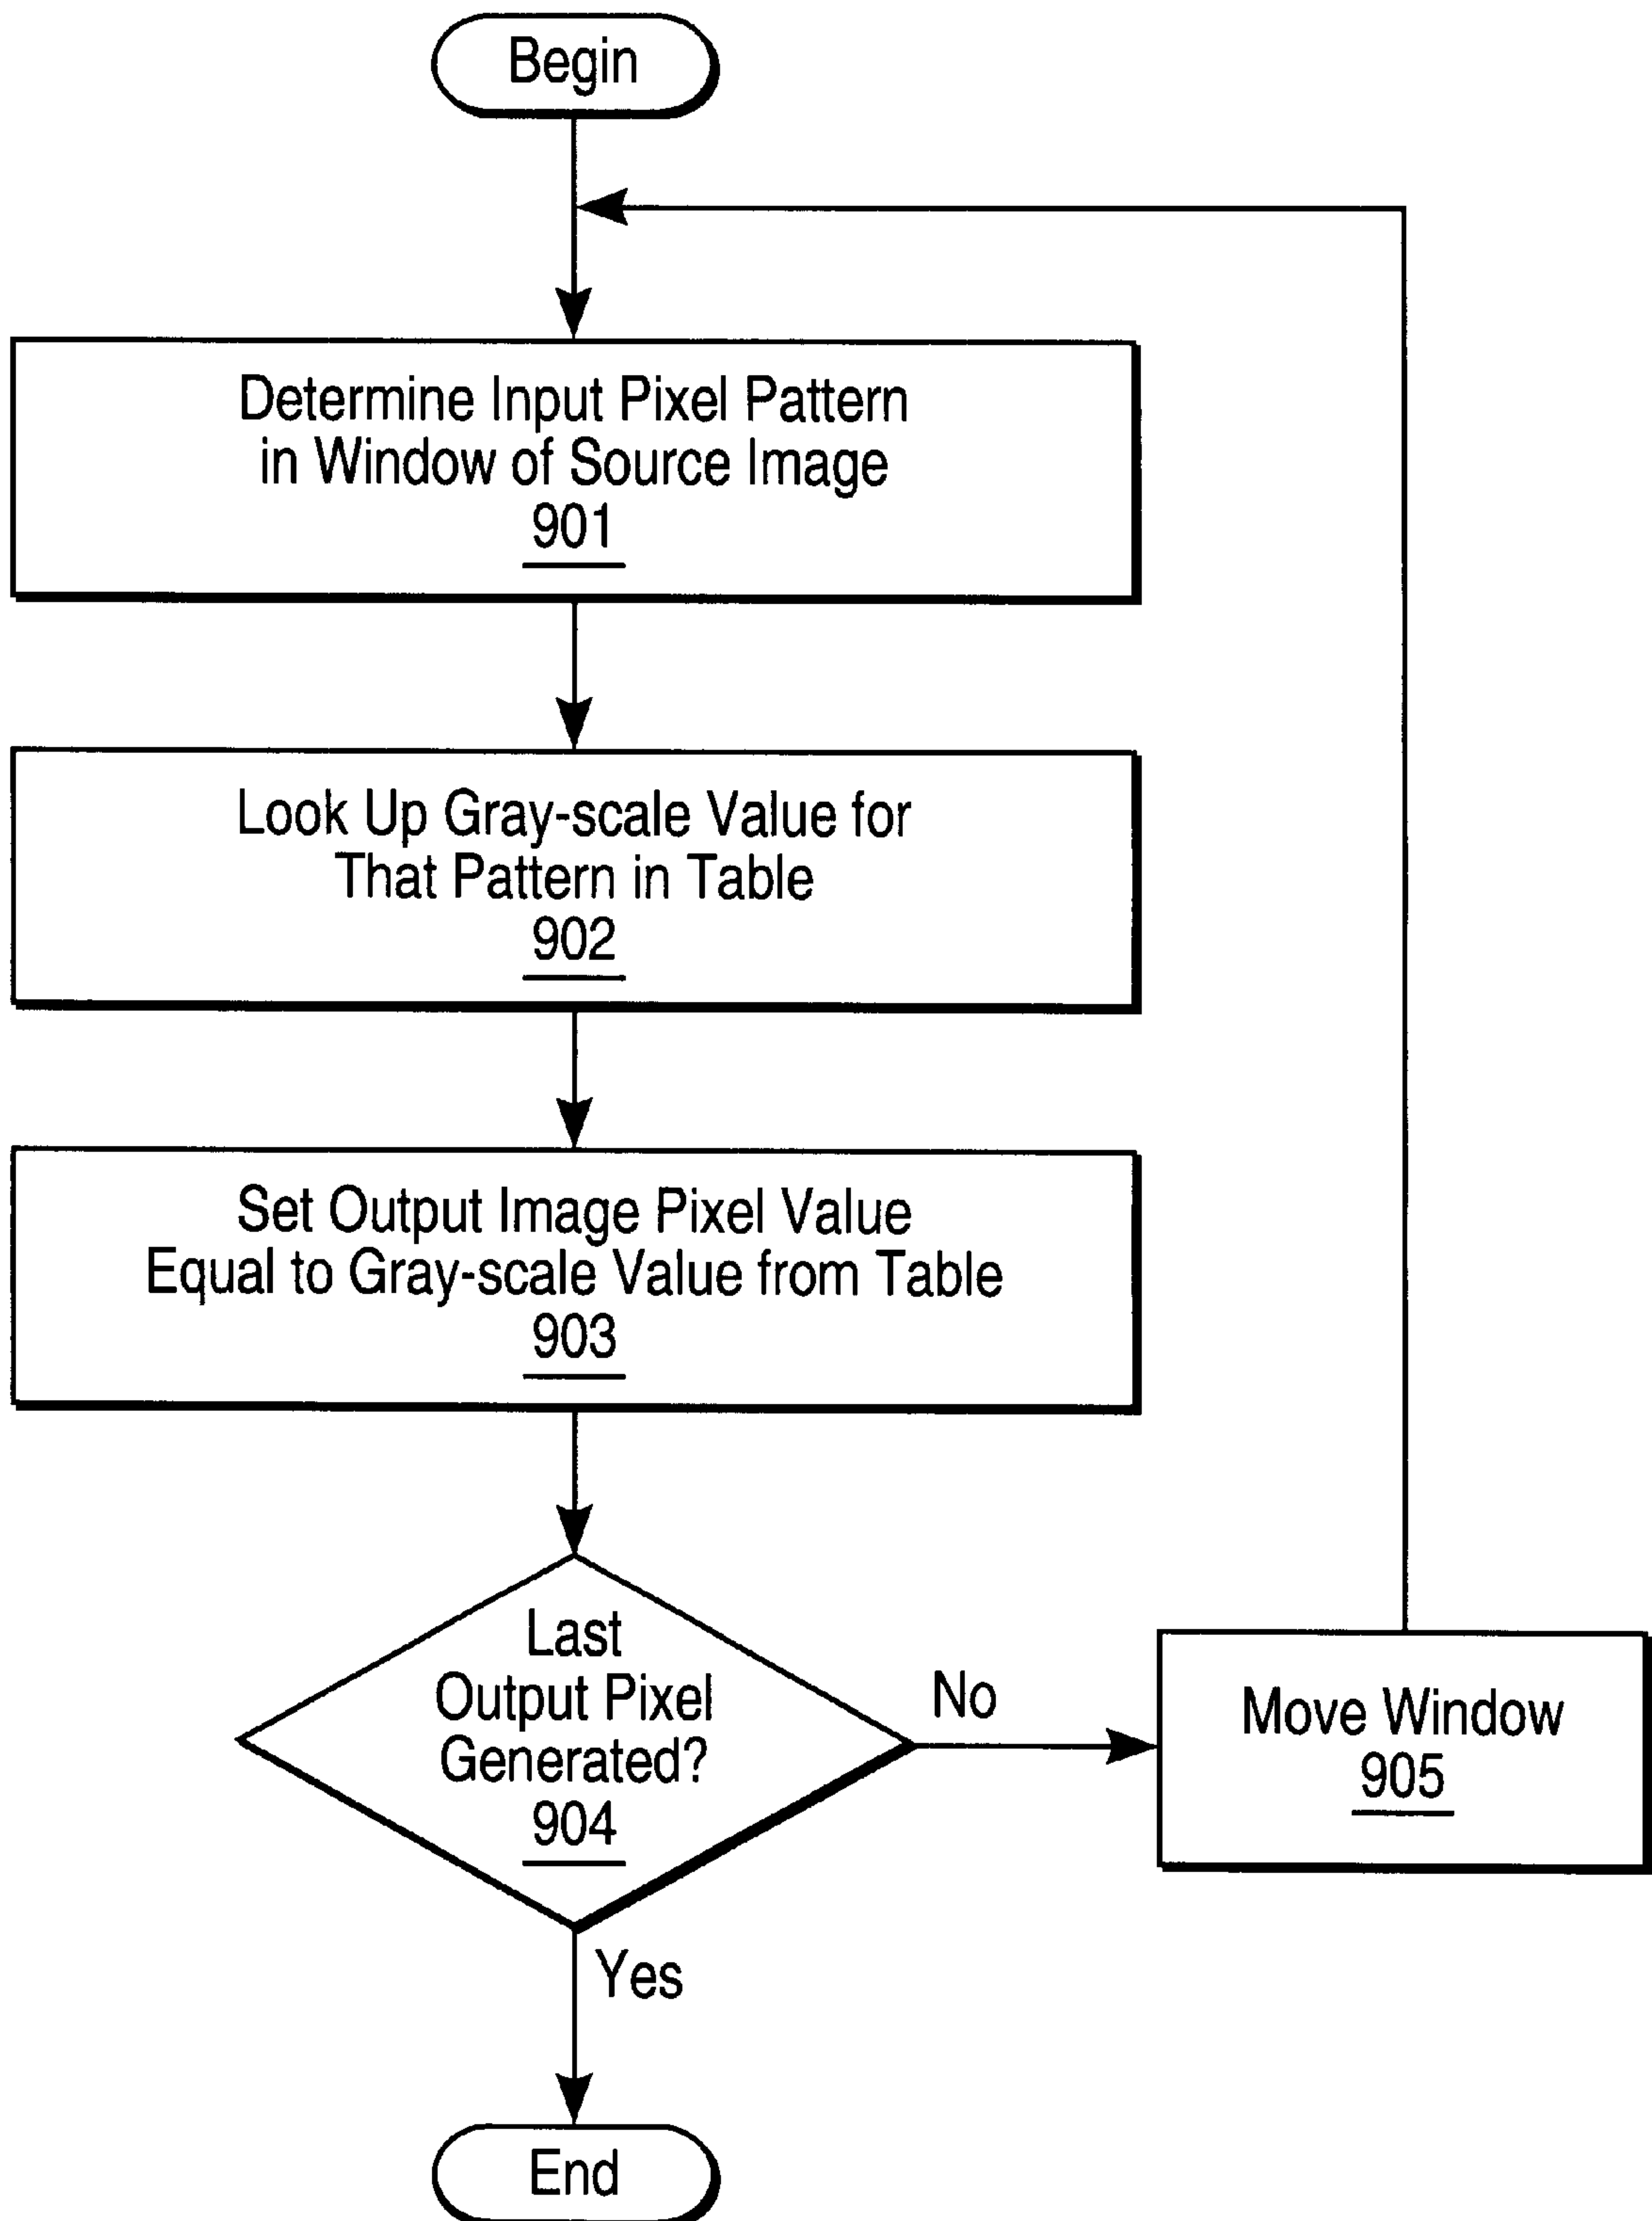 Begin
Determine Input Pixel Pattern
in Window of Source Image
901
Look Up Gray-scale Value for
That Pattern in Table
902
Set Output Image Pixel Value
Equal to Gray-scale Value from Table
903
Last
Output Pixel
Generated?
904
No
Move Window
905
Yes
End